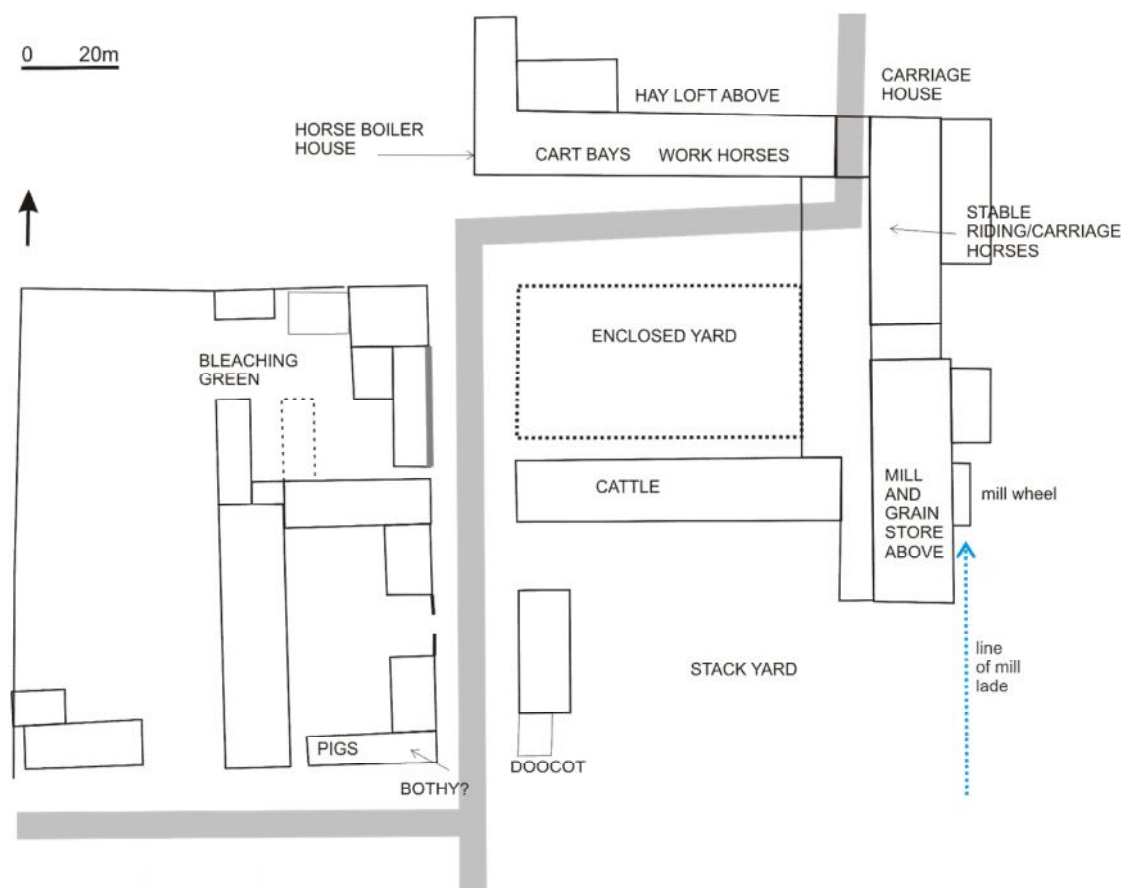 0 20m
CARRIAGE
HOUSE
HAY LOFT ABOVE
HORSE BOILER
HOUSE
CART BAYS WORK HORSES
STABLE
RIDING/CARRIAGE
HORSES
ENCLOSED YARD
BLEACHING
GREEN
CATTLE
MILL
AND
GRAIN
STORE
ABOVE
mill wheel
line
of mill
lade
STACK YARD
PIGS
DOOCOT
BOTHY?